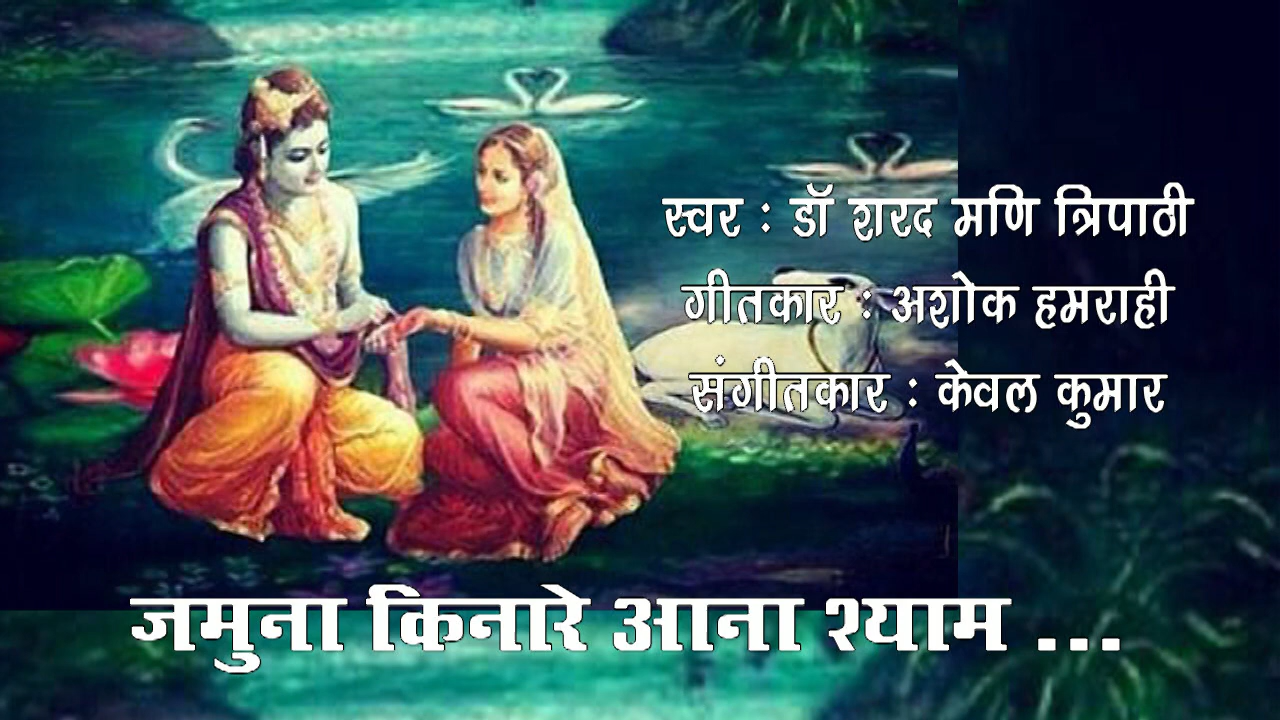 स्वर : डॉ शरद मणि त्रिपाठी
गीतकार : अशोक हमराही
संगीतकार : केवल कुमार
जमुना किनारे आना श्याम ...